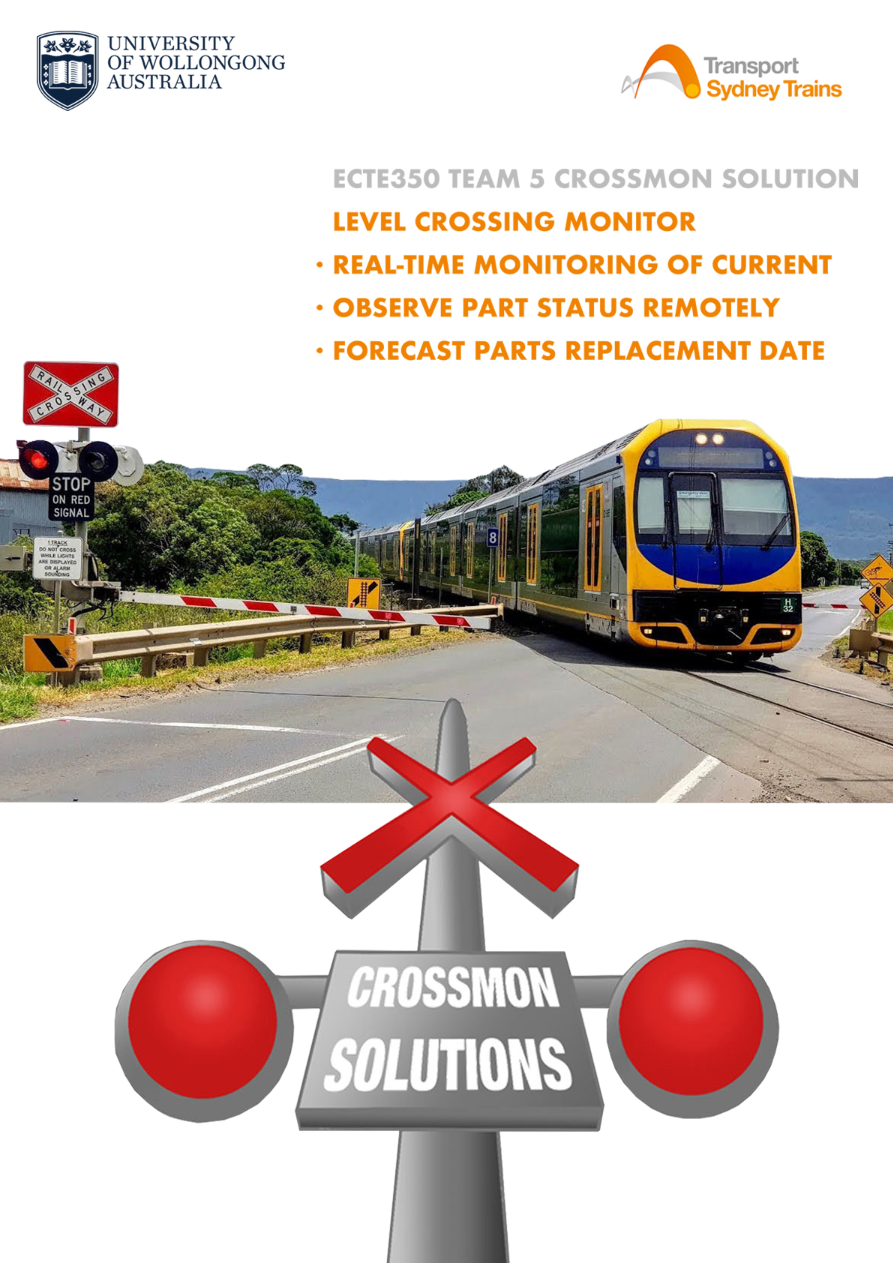 UNIVERSITY
OF WOLLONGONG
AUSTRALIA
Transport
Sydney Trains
ECTE350 TEAM 5 CROSSMON SOLUTION
LEVEL CROSSING MONITOR
• REAL-TIME MONITORING OF CURRENT
• OBSERVE PART STATUS REMOTELY
• FORECAST PARTS REPLACEMENT DATE
RAIL WAY
CROSSING
STOP
ON RED
SIGNAL
1 TRACK
DO NOT CROSS
WHILE LIGHTS
ARE DISPLAYED
OR ALARM
SOUNDING
8
H
32
CROSSMON
SOLUTIONS